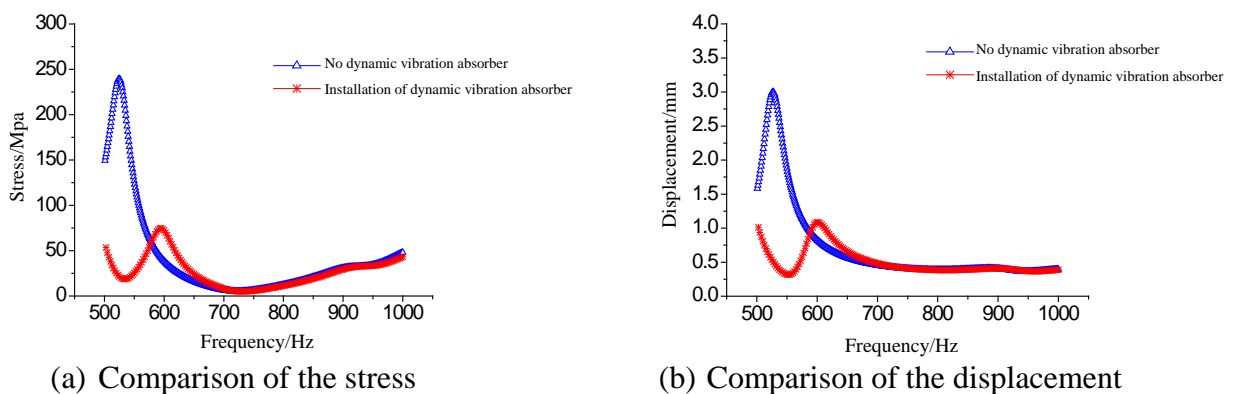 300
250
200
150
100
50
0
Stress/Mpa
No dynamic vibration absorber
Installation of dynamic vibration absorber
500 600 700 800 900 1000
Frequency/Hz
(a) Comparison of the stress
4.0
3.5
3.0
2.5
2.0
1.5
1.0
0.5
0.0
Displacement/mm
No dynamic vibration absorber
Installation of dynamic vibration absorber
500 600 700 800 900 1000
Frequency/Hz
(b) Comparison of the displacement